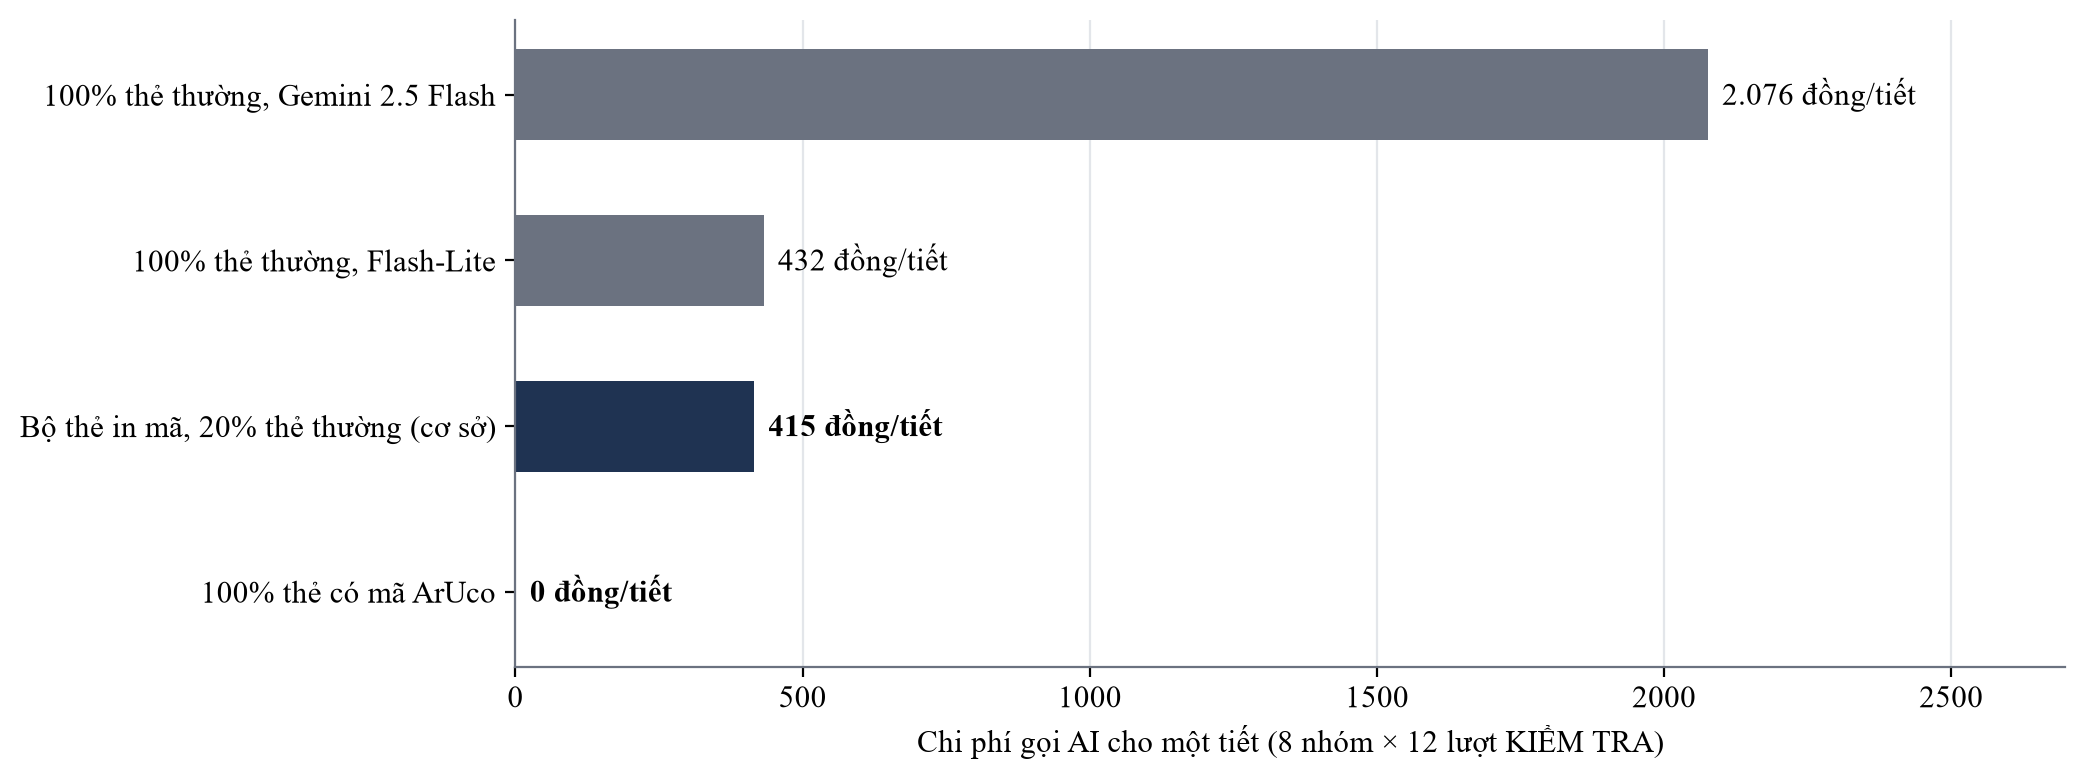 100% thẻ thường, Gemini 2.5 Flash
2.076 đồng/tiết
100% thẻ thường, Flash-Lite
432 đồng/tiết
Bộ thẻ in mã, 20% thẻ thường (cơ sở)
415 đồng/tiết
100% thẻ có mã ArUco
0 đồng/tiết
0 500 1000 1500 2000 2500
Chi phí gọi AI cho một tiết (8 nhóm × 12 lượt KIỂM TRA)